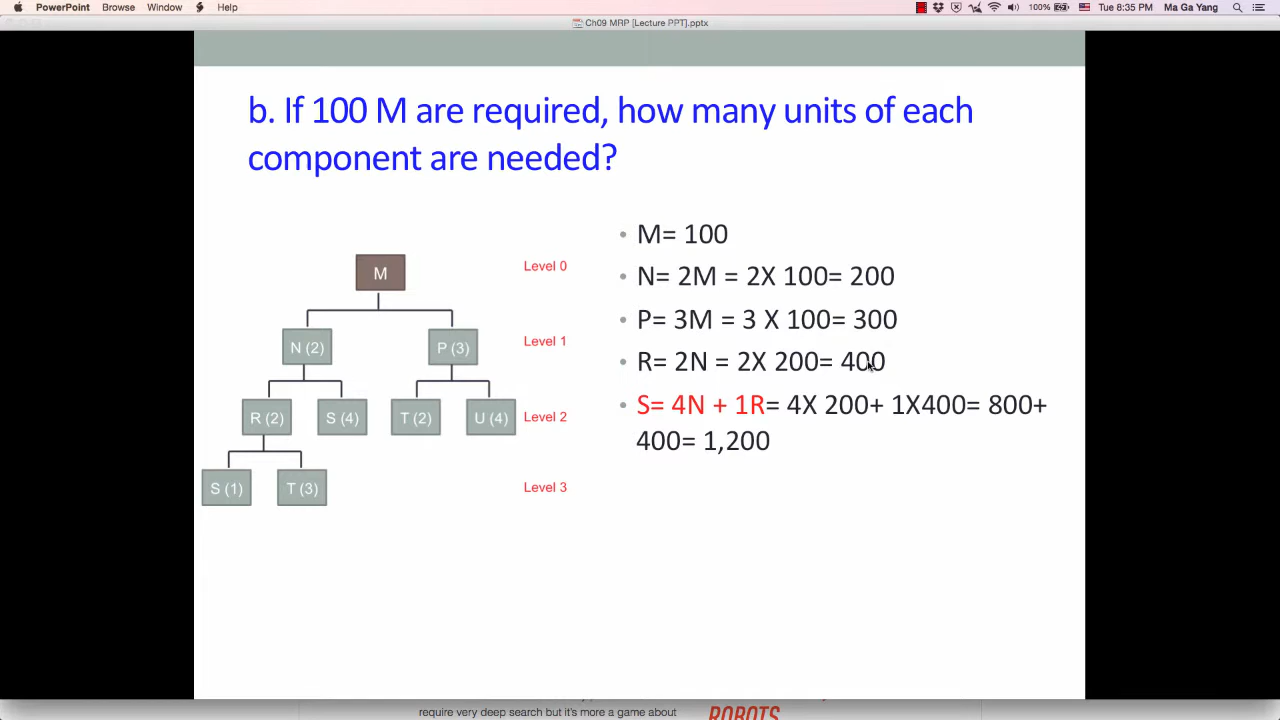 PowerPoint Browse Window Help 100% Tue 8:35 PM Ma Ga Yang
Ch09 MRP [Lecture PPT].pptx
b. If 100 M are required, how many units of each
component are needed?
M
Level 0
N (2)
P (3)
Level 1
R (2)
S (4)
T (2)
U (4)
Level 2
S (1)
T (3)
Level 3
• M= 100
• N= 2M = 2X 100= 200
• P= 3M = 3 X 100= 300
• R= 2N = 2X 200= 400
• S= 4N + 1R= 4X 200+ 1X400= 800+
400= 1,200
require very deep search but it's more a game about
ROBOTS